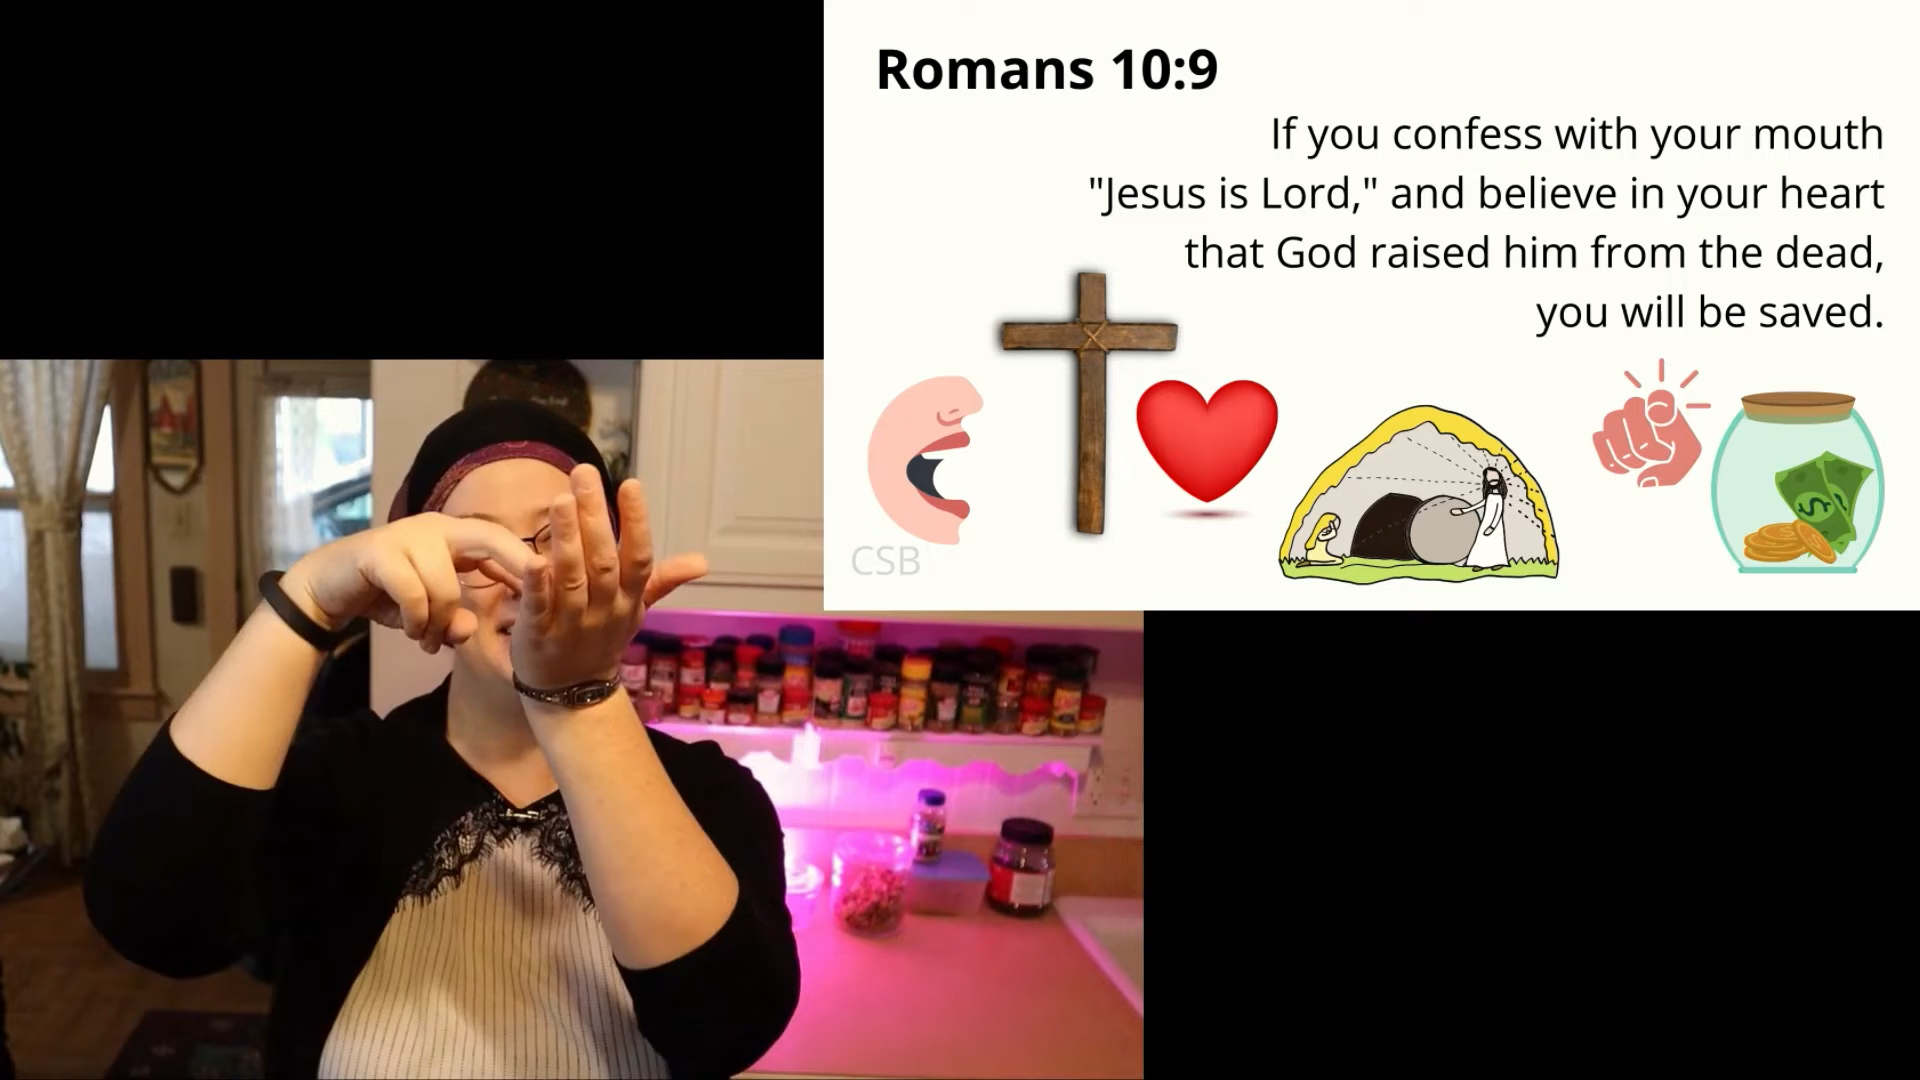 Romans 10:9
If you confess with your mouth
"Jesus is Lord," and believe in your heart
that God raised him from the dead,
you will be saved.
CSB